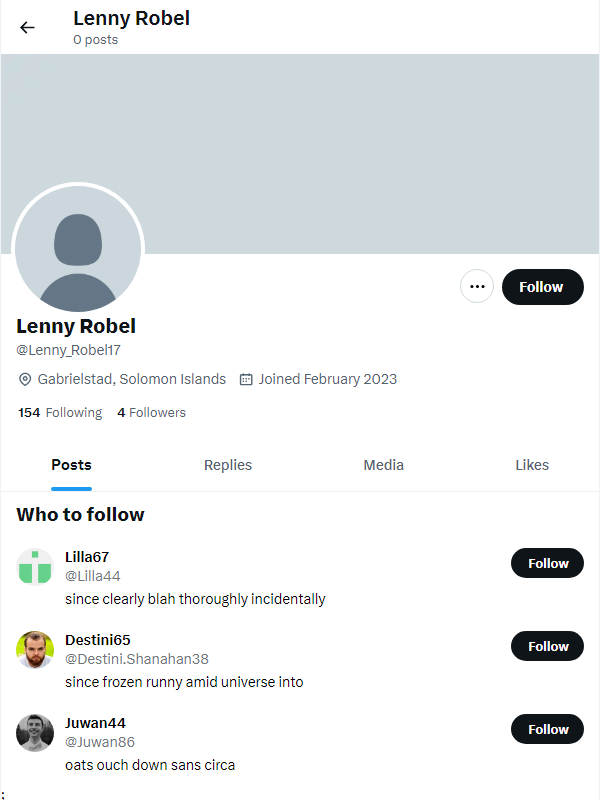 Lenny Robel
0 posts
Follow
Lenny Robel
@Lenny_Robel17
Gabrielstad, Solomon Islands Joined February 2023
154 Following 4 Followers
Posts Replies Media Likes
Who to follow
Lilla67
@Lilla44
Follow
since clearly blah thoroughly incidentally
Destini65
@Destini.Shanahan38
Follow
since frozen runny amid universe into
Juwan44
@Juwan86
Follow
oats ouch down sans circa
;